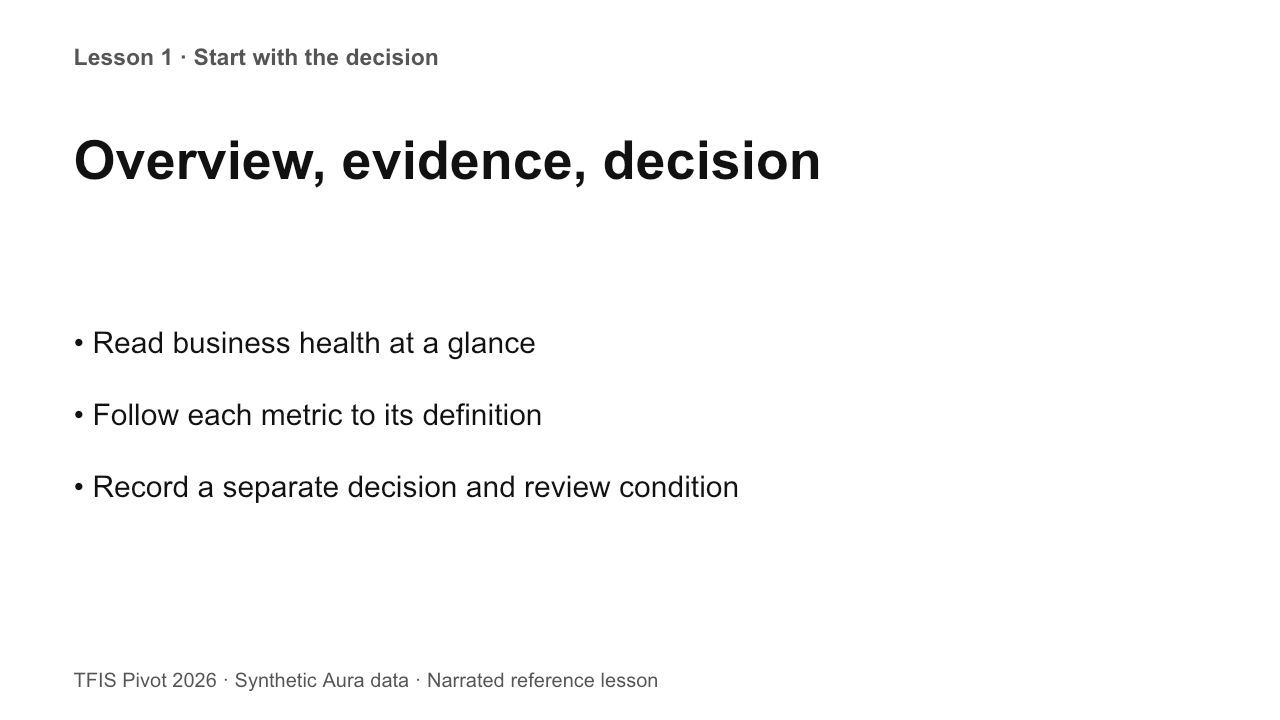 Lesson 1 · Start with the decision
Overview, evidence, decision
• Read business health at a glance
• Follow each metric to its definition
• Record a separate decision and review condition
TFIS Pivot 2026 · Synthetic Aura data · Narrated reference lesson